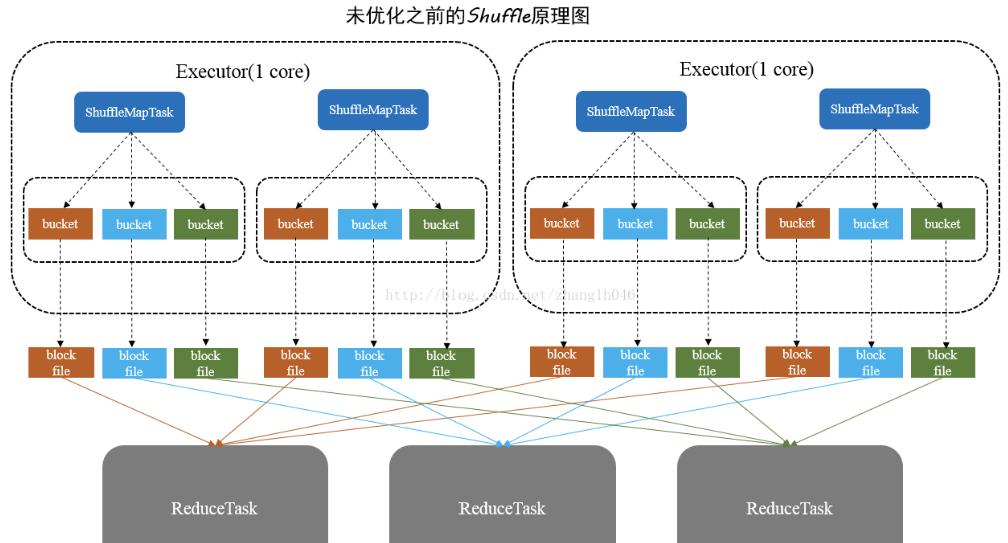 未优化之前的Shuffle原理图
Executor(1 core)
Executor(1 core)
ShuffleMapTask
ShuffleMapTask
ShuffleMapTask
ShuffleMapTask
bucket
bucket
bucket
bucket
bucket
bucket
bucket
bucket
bucket
bucket
bucket
bucket
http://blog.csdn.net/zhanglh046
block
file
block
file
block
file
block
file
block
file
block
file
block
file
block
file
block
file
block
file
block
file
block
file
ReduceTask
ReduceTask
ReduceTask